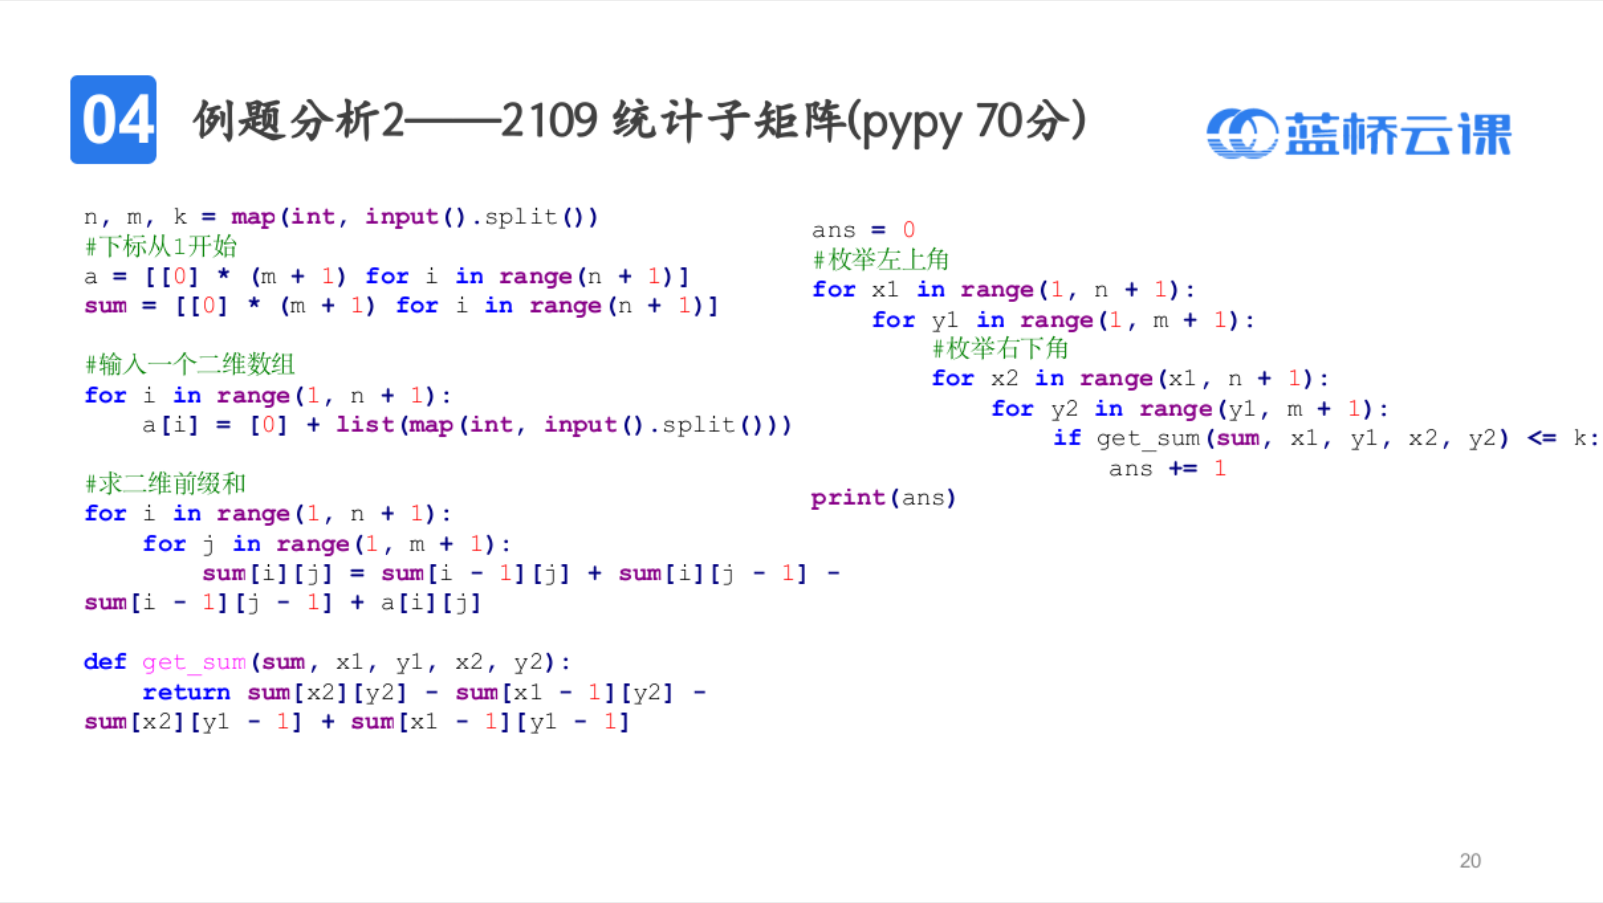 04 例题分析2——2109 统计子矩阵(pypy 70分)
蓝桥云课
n, m, k = map(int, input().split())
#下标从1开始
a = [[0] * (m + 1) for i in range(n + 1)]
sum = [[0] * (m + 1) for i in range(n + 1)]
#输入一个二维数组
for i in range(1, n + 1):
    a[i] = [0] + list(map(int, input().split()))
#求二维前缀和
for i in range(1, n + 1):
    for j in range(1, m + 1):
        sum[i][j] = sum[i - 1][j] + sum[i][j - 1] -
sum[i - 1][j - 1] + a[i][j]
def get_sum(sum, x1, y1, x2, y2):
    return sum[x2][y2] - sum[x1 - 1][y2] -
sum[x2][y1 - 1] + sum[x1 - 1][y1 - 1]
ans = 0
#枚举左上角
for x1 in range(1, n + 1):
    for y1 in range(1, m + 1):
        #枚举右下角
        for x2 in range(x1, n + 1):
            for y2 in range(y1, m + 1):
                if get_sum(sum, x1, y1, x2, y2) <= k:
                    ans += 1
print(ans)
20